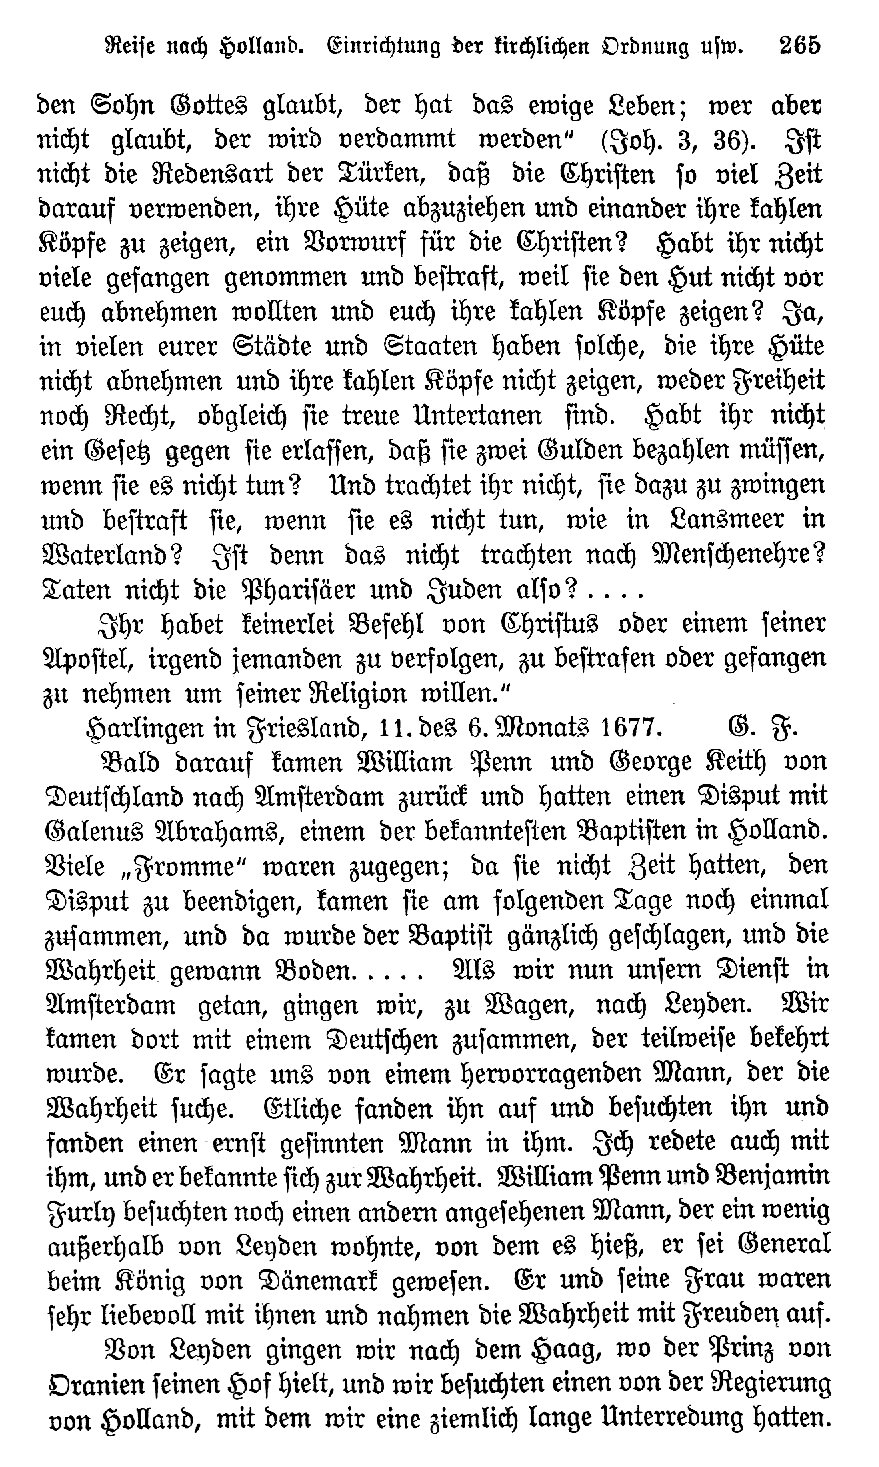 Reise nach Holland. Einrichtung der kirchlichen Ordnung usw. 265
den Sohn Gottes glaubt, der hat das ewige Leben; wer aber
nicht glaubt, der wird verdammt werden“ (Joh. 3, 36). Ist
nicht die Redensart der Türken, daß die Christen so viel Zeit
darauf verwenden, ihre Hüte abzuziehen und einander ihre kahlen
Köpfe zu zeigen, ein Vorwurf für die Christen? Habt ihr nicht
viele gefangen genommen und bestraft, weil sie den Hut nicht vor
euch abnehmen wollten und euch ihre kahlen Köpfe zeigen? Ja,
in vielen eurer Städte und Staaten haben solche, die ihre Hüte
nicht abnehmen und ihre kahlen Köpfe nicht zeigen, weder Freiheit
noch Recht, obgleich sie treue Untertanen sind. Habt ihr nicht
ein Gesetz gegen sie erlassen, daß sie zwei Gulden bezahlen müssen,
wenn sie es nicht tun? Und trachtet ihr nicht, sie dazu zu zwingen
und bestraft sie, wenn sie es nicht tun, wie in Lansmeer in
Waterland? Ist denn das nicht trachten nach Menschenehre?
Taten nicht die Pharisäer und Juden also? . . . .
Ihr habet keinerlei Befehl von Christus oder einem seiner
Apostel, irgend jemanden zu verfolgen, zu bestrafen oder gefangen
zu nehmen um seiner Religion willen.“
Harlingen in Friesland, 11. des 6. Monats 1677. G. F.
Bald darauf kamen William Penn und George Keith von
Deutschland nach Amsterdam zurück und hatten einen Disput mit
Galenus Abrahams, einem der bekanntesten Baptisten in Holland.
Viele „Fromme“ waren zugegen; da sie nicht Zeit hatten, den
Disput zu beendigen, kamen sie am folgenden Tage noch einmal
zusammen, und da wurde der Baptist gänzlich geschlagen, und die
Wahrheit gewann Boden. . . . . Als wir nun unsern Dienst in
Amsterdam getan, gingen wir, zu Wagen, nach Leyden. Wir
kamen dort mit einem Deutschen zusammen, der teilweise bekehrt
wurde. Er sagte uns von einem hervorragenden Mann, der die
Wahrheit suche. Etliche fanden ihn auf und besuchten ihn und
fanden einen ernst gesinnten Mann in ihm. Ich redete auch mit
ihm, und er bekannte sich zur Wahrheit. William Penn und Benjamin
Furly besuchten noch einen andern angesehenen Mann, der ein wenig
außerhalb von Leyden wohnte, von dem es hieß, er sei General
beim König von Dänemark gewesen. Er und seine Frau waren
sehr liebevoll mit ihnen und nahmen die Wahrheit mit Freuden auf.
Von Leyden gingen wir nach dem Haag, wo der Prinz von
Oranien seinen Hof hielt, und wir besuchten einen von der Regierung
von Holland, mit dem wir eine ziemlich lange Unterredung hatten.